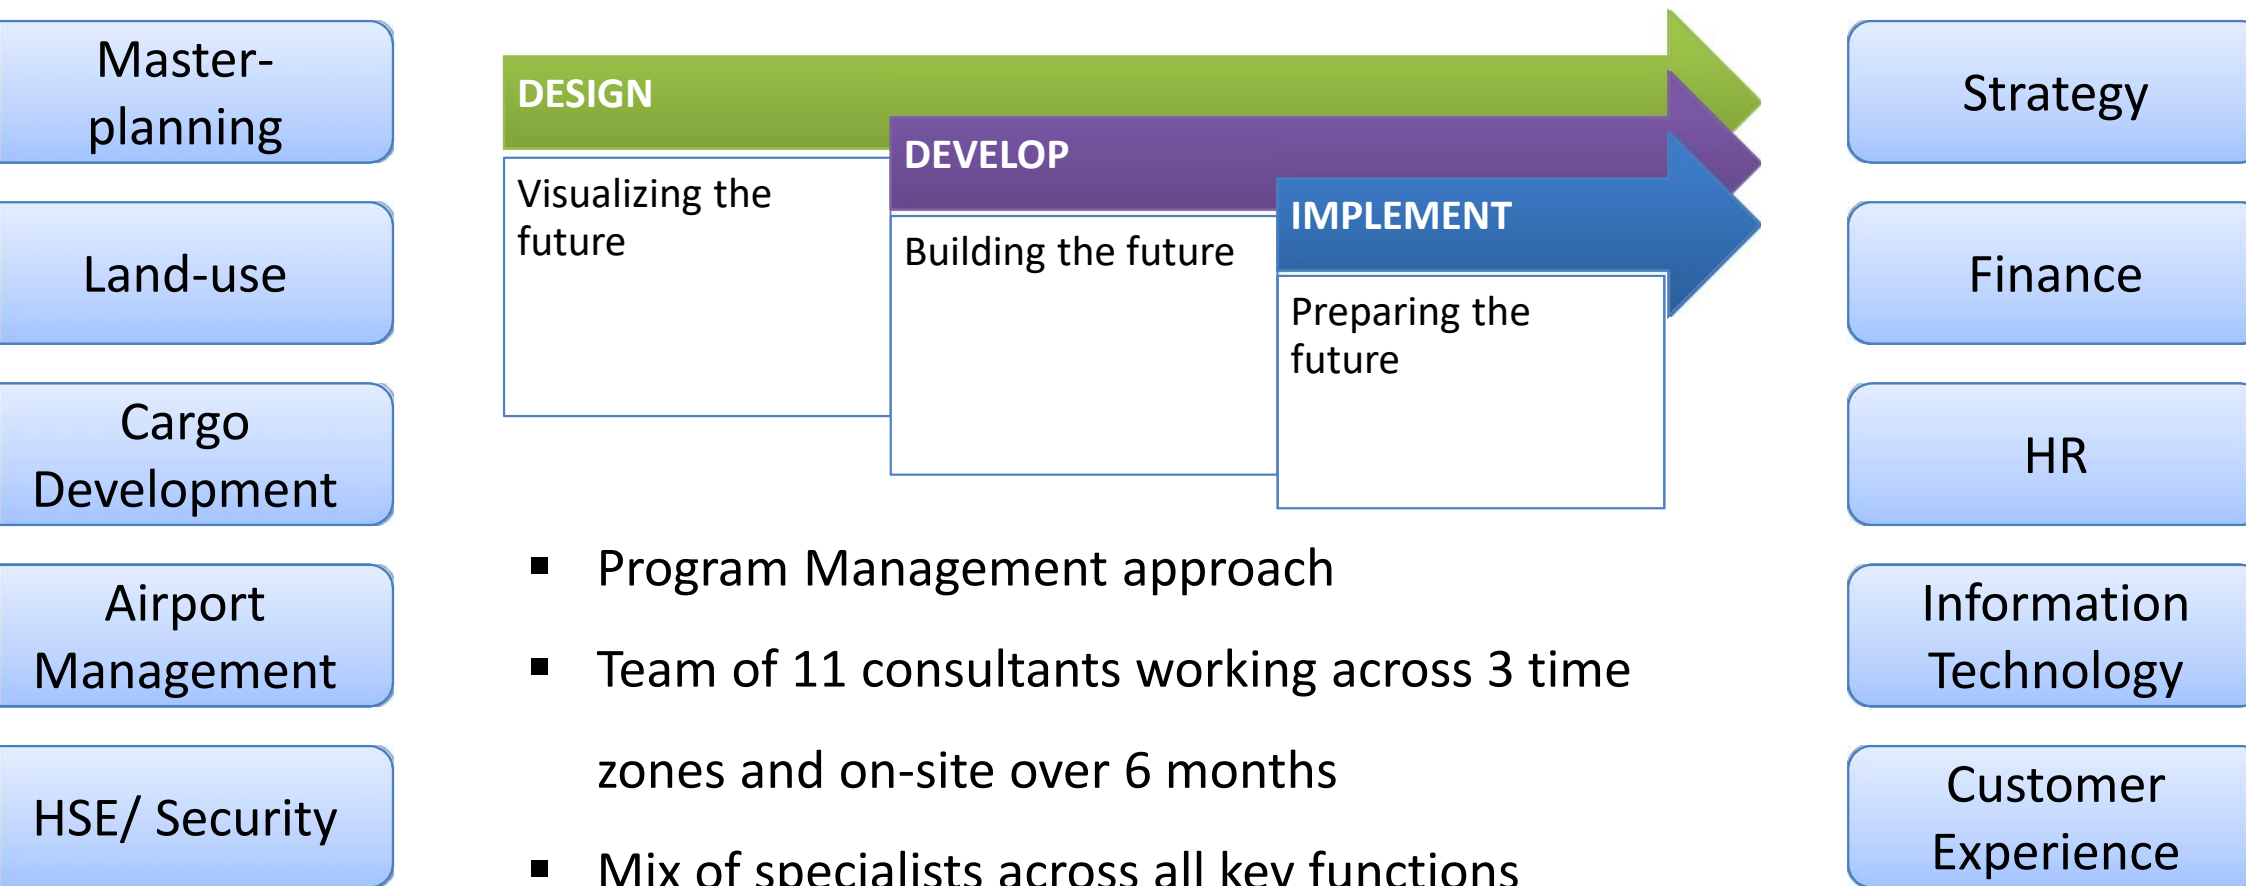 Master-
planning
Land-use
Cargo
Development
Airport
Management
HSE/ Security
DESIGN
Visualizing the
future
DEVELOP
Building the future
IMPLEMENT
Preparing the
future
▪ Program Management approach
▪ Team of 11 consultants working across 3 time
zones and on-site over 6 months
▪ Mix of specialists across all key functions
Strategy
Finance
HR
Information
Technology
Customer
Experience